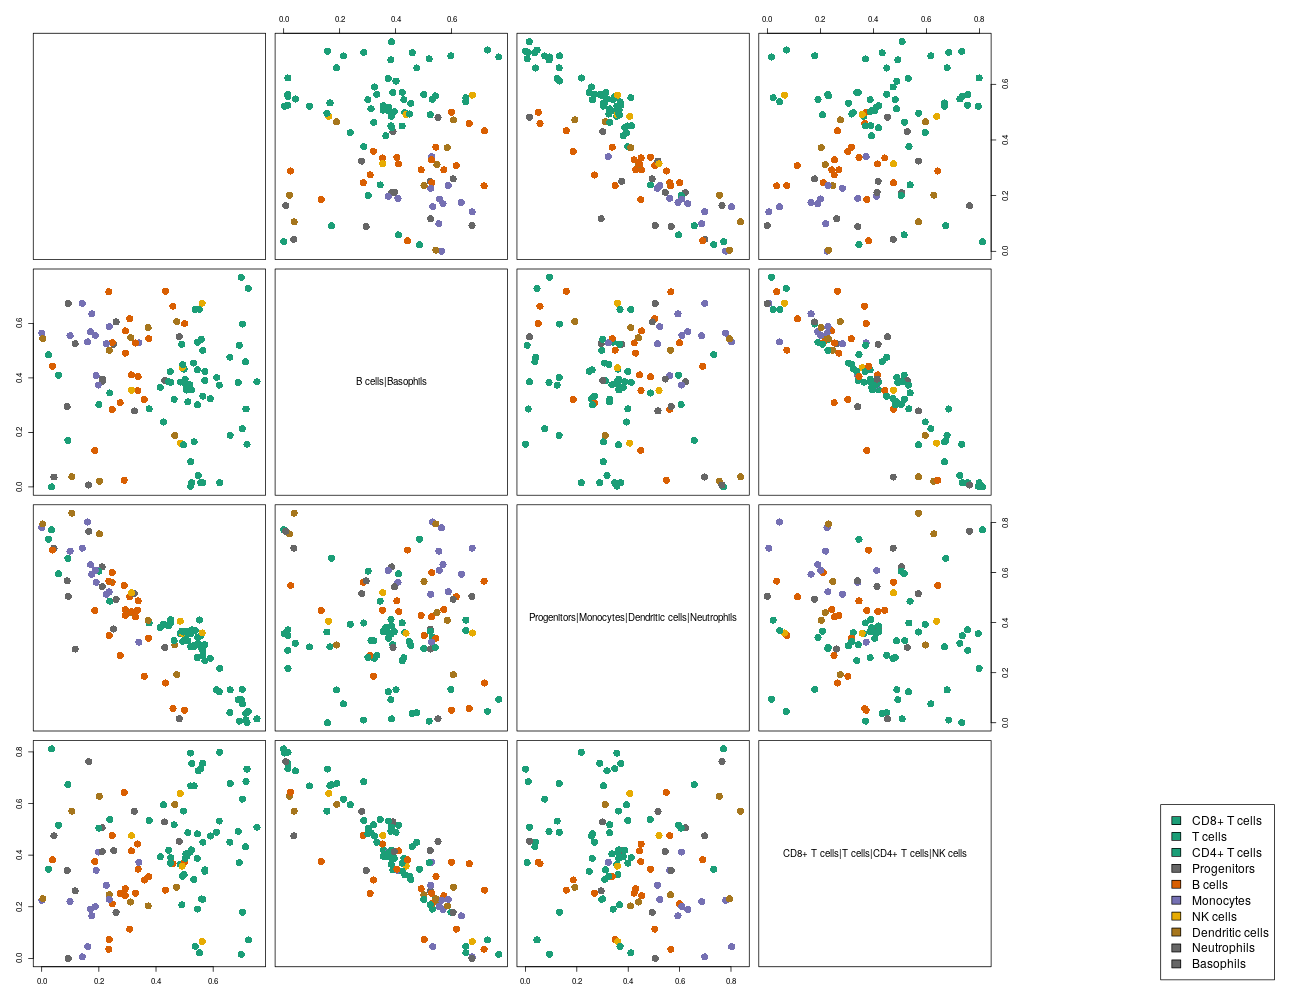 0.0 0.2 0.4 0.6
0.0 0.2 0.4 0.6 0.8
0.0 0.2 0.4 0.6
0.0 0.2 0.4 0.6
B cells|Basophils
Progenitors|Monocytes|Dendritic cells|Neutrophils
0.0 0.2 0.4 0.6 0.8
0.0 0.2 0.4 0.6 0.8
CD8+ T cells|T cells|CD4+ T cells|NK cells
0.0 0.2 0.4 0.6
0.0 0.2 0.4 0.6 0.8
CD8+ T cells
T cells
CD4+ T cells
Progenitors
B cells
Monocytes
NK cells
Dendritic cells
Neutrophils
Basophils